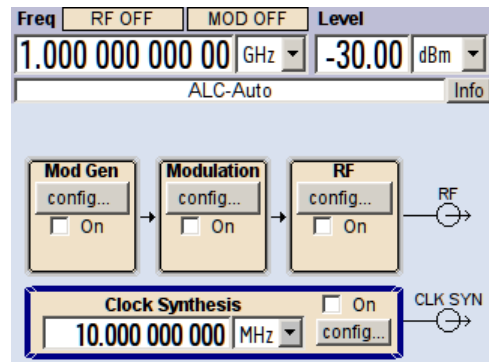 Freq RF OFF MOD OFF Level
1.000 000 000 00 GHz -30.00 dBm
ALC-Auto Info
Mod Gen Modulation RF
config... config... config... RF
On On On
Clock Synthesis On CLK SYN
10.000 000 000 MHz config...